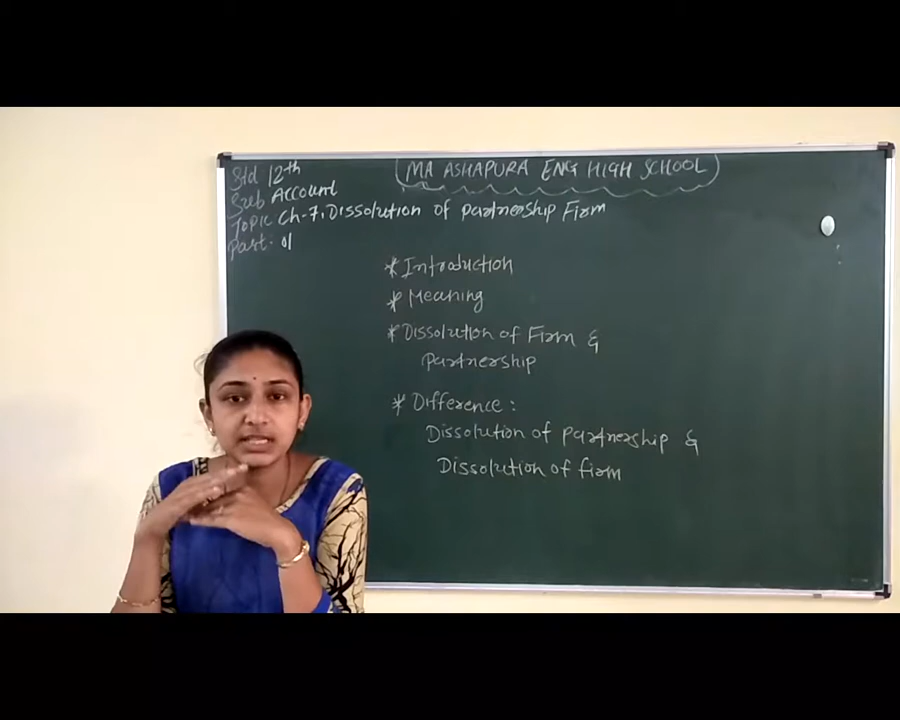 MA ASHAPURA ENG HIGH SCHOOL
Std 12th
Sub Account
Topic Ch-7. Dissolution of partnership Firm
Part: 01
* Introduction
* Meaning
* Dissolution of Firm &
Partnership
* Difference:
Dissolution of partnership &
Dissolution of firm